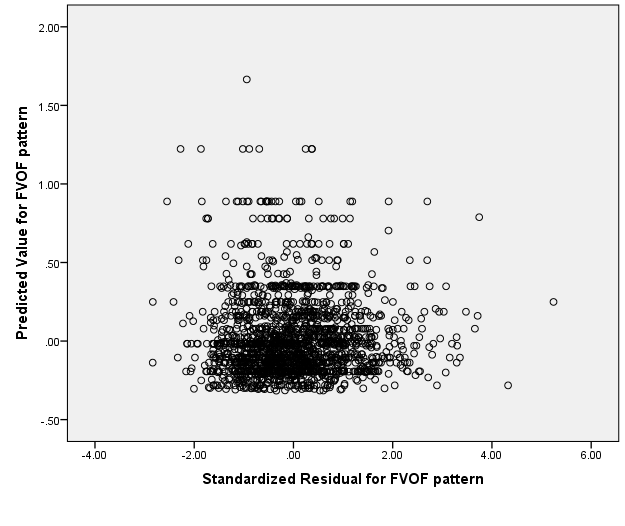 2.00
1.50
1.00
.50
.00
-.50
Predicted Value for FVOF pattern
-4.00 -2.00 .00 2.00 4.00 6.00
Standardized Residual for FVOF pattern